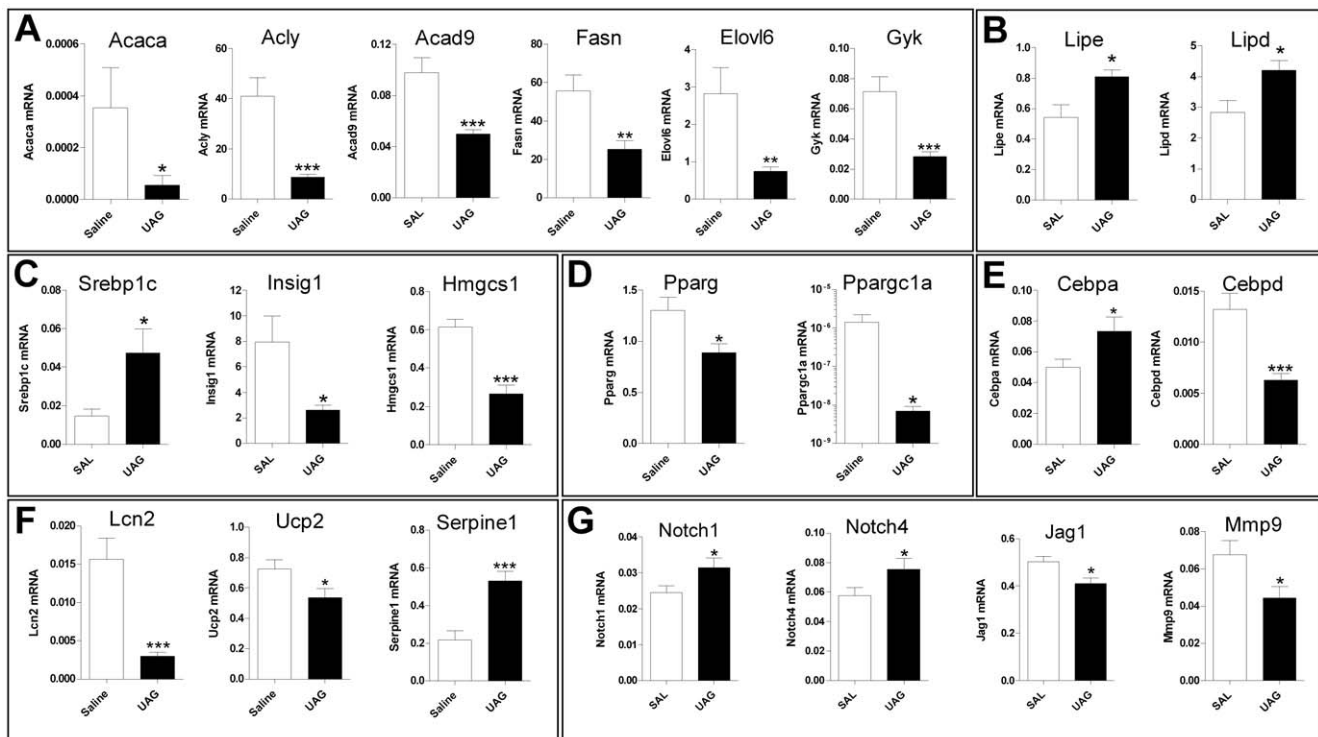 A
Acaca
Acaca mRNA
0.0006
0.0004
0.0002
0.0000
*
Saline
UAG
Acly
Acly mRNA
60
40
20
0
***
Saline
UAG
Acad9
Acad9 mRNA
0.12
0.08
0.04
0.00
***
SAL
UAG
Fasn
Fasn mRNA
80
60
40
20
0
**
Saline
UAG
Elovl6
Elovl6 mRNA
4
3
2
1
0
**
Saline
UAG
Gyk
Gyk mRNA
0.09
0.06
0.03
0.00
***
Saline
UAG
B
Lipe
Lipe mRNA
1.0
0.8
0.6
0.4
0.2
0.0
*
SAL
UAG
Lipd
Lipd mRNA
5
4
3
2
1
0
*
SAL
UAG
C
Srebp1c
Srebp1c mRNA
0.08
0.06
0.04
0.02
0.00
*
SAL
UAG
Insig1
Insig1 mRNA
12
10
8
6
4
2
0
*
SAL
UAG
Hmgcs1
Hmgcs1 mRNA
0.8
0.6
0.4
0.2
0.0
***
Saline
UAG
D
Pparg
Pparg mRNA
1.5
1.0
0.5
0.0
*
Saline
UAG
Ppargc1a
Ppargc1a mRNA
10-5
10-6
10-7
10-8
10-9
*
Saline
UAG
E
Cebpa
Cebpa mRNA
0.10
0.08
0.06
0.04
0.02
0.00
*
SAL
UAG
Cebpd
Cebpd mRNA
0.015
0.010
0.005
0.000
***
SAL
UAG
F
Lcn2
Lcn2 mRNA
0.020
0.015
0.010
0.005
0.000
***
Saline
UAG
Ucp2
Ucp2 mRNA
1.0
0.8
0.6
0.4
0.2
0.0
*
Saline
UAG
Serpine1
Serpine1 mRNA
0.8
0.6
0.4
0.2
0.0
***
Saline
UAG
G
Notch1
Notch1 mRNA
0.04
0.03
0.02
0.01
0.00
*
SAL
UAG
Notch4
Notch4 mRNA
0.10
0.08
0.06
0.04
0.02
0.00
*
SAL
UAG
Jag1
Jag1 mRNA
0.6
0.4
0.2
0.0
*
SAL
UAG
Mmp9
Mmp9 mRNA
0.08
0.06
0.04
0.02
0.00
*
SAL
UAG